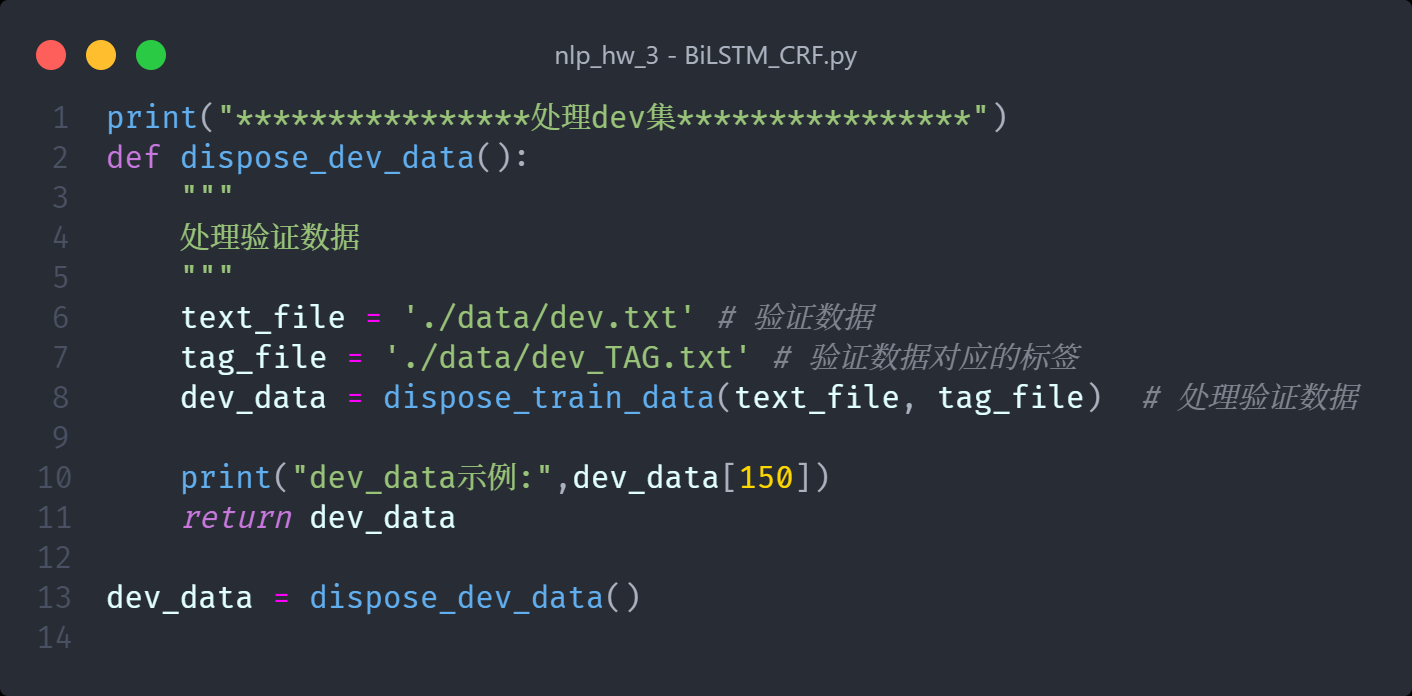 nlp_hw_3 - BiLSTM_CRF.py
1 print("****************处理dev集****************")
2 def dispose_dev_data():
3     """
4     处理验证数据
5     """
6     text_file = './data/dev.txt' # 验证数据
7     tag_file = './data/dev_TAG.txt' # 验证数据对应的标签
8     dev_data = dispose_train_data(text_file, tag_file)  # 处理验证数据
9
10     print("dev_data示例:",dev_data[150])
11     return dev_data
12
13 dev_data = dispose_dev_data()
14